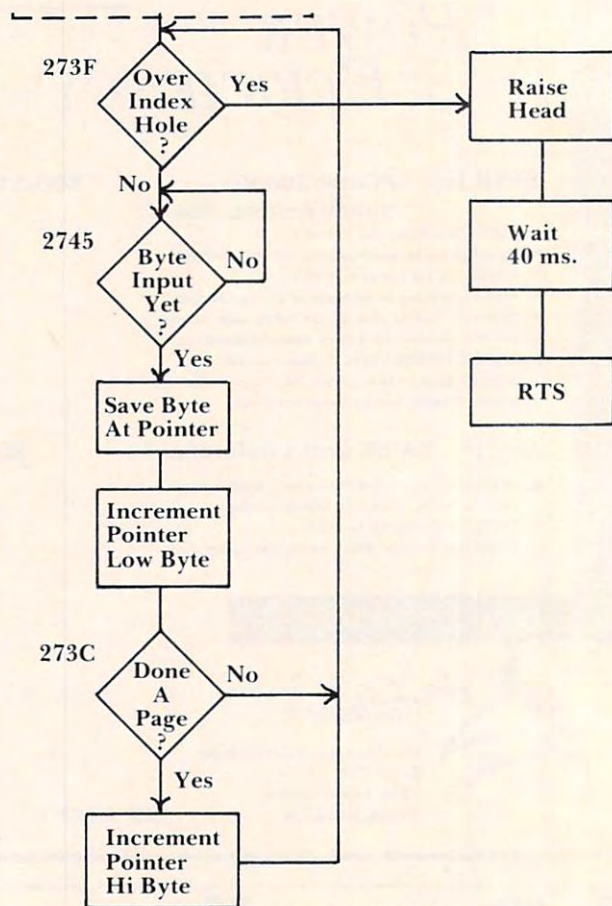 273F
Over
Index
Hole
?
Yes
Raise
Head
No
2745
Byte
Input
Yet
?
No
Wait
40 ms.
Yes
Save Byte
At Pointer
RTS
Increment
Pointer
Low Byte
273C
Done
A
Page
?
No
Yes
Increment
Pointer
Hi Byte